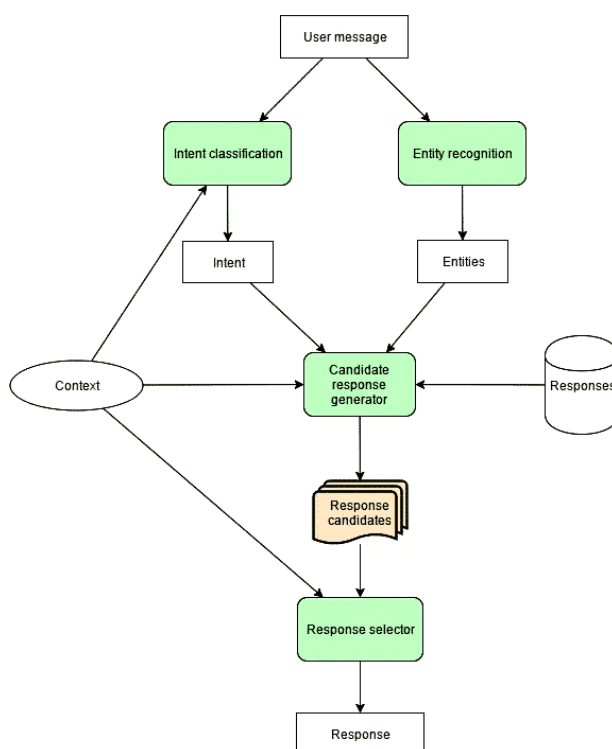 User message
Intent classification
Entity recognition
Intent
Entities
Context
Candidate
response
generator
Responses
Response
candidates
Response selector
Response